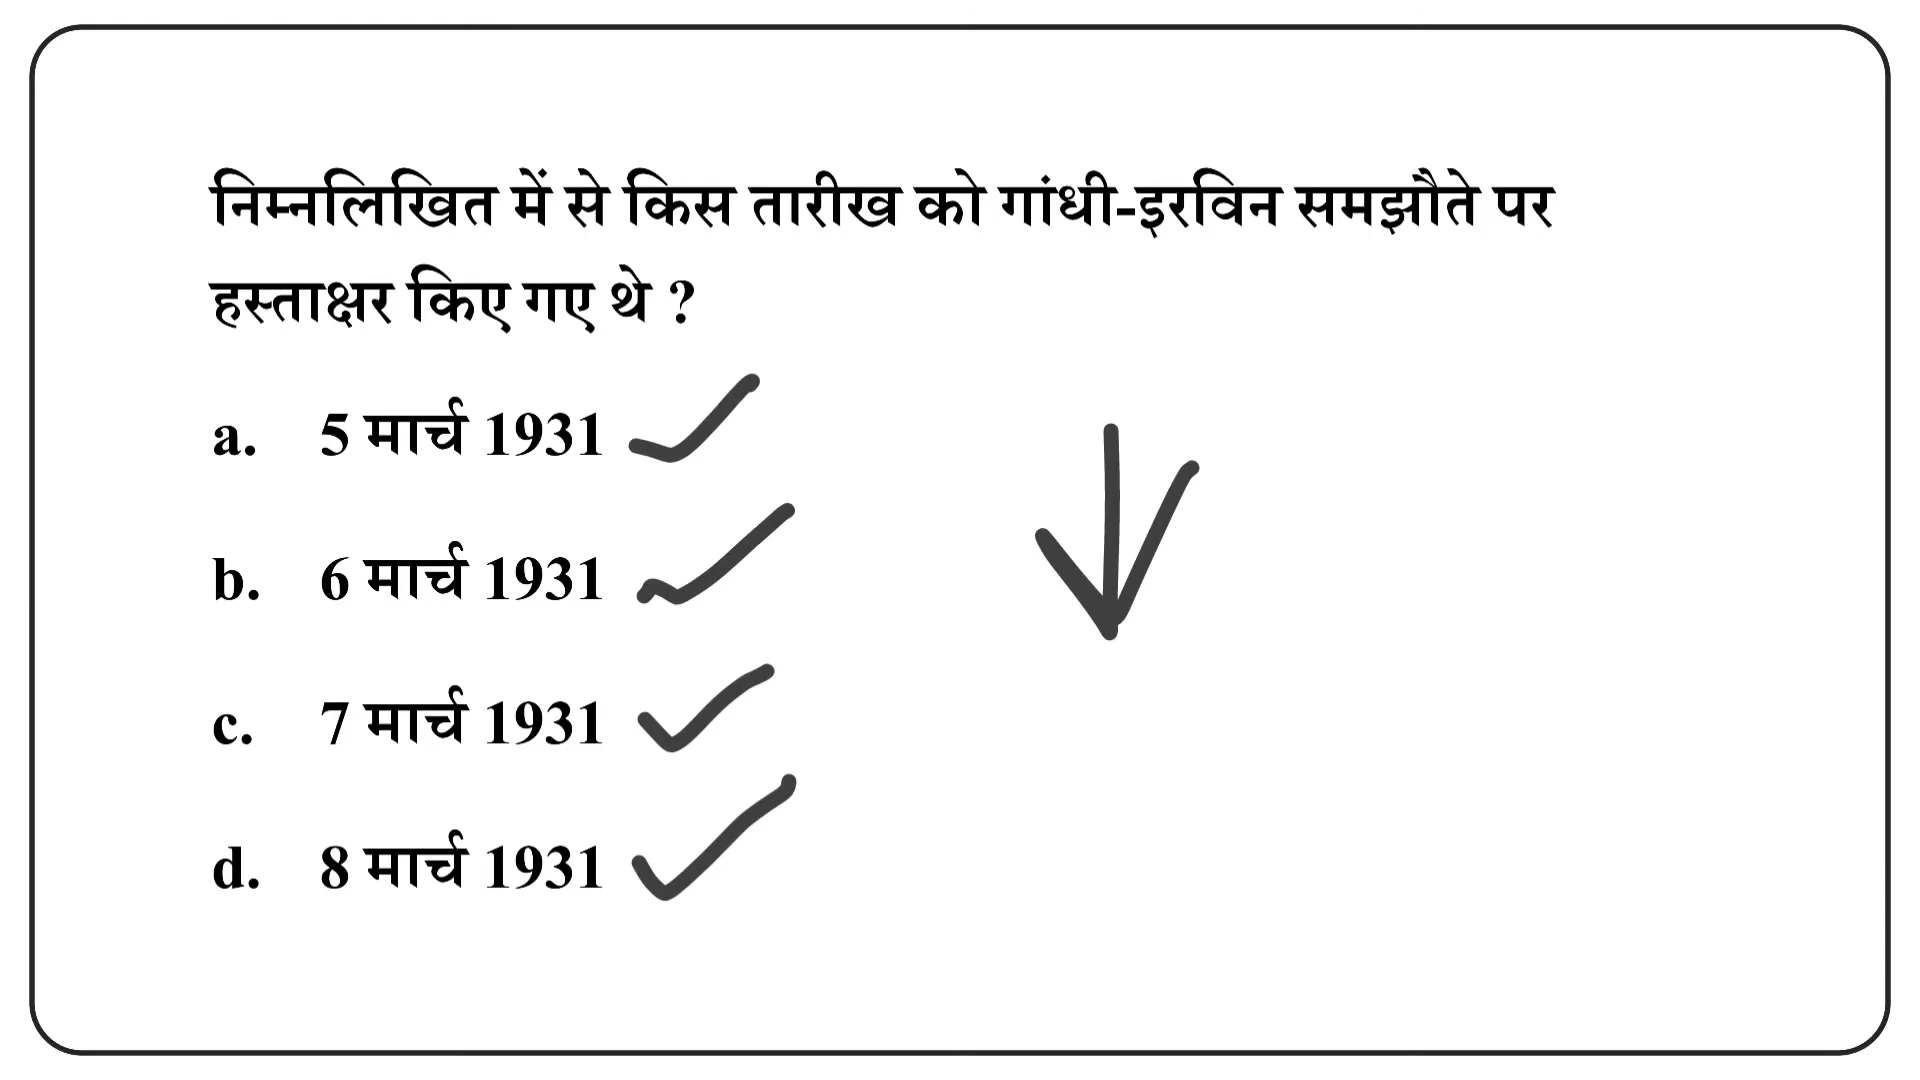 निम्नलिखित में से किस तारीख को गांधी-इरविन समझौते पर
हस्ताक्षर किए गए थे ?
a. 5 मार्च 1931
b. 6 मार्च 1931
c. 7 मार्च 1931
d. 8 मार्च 1931